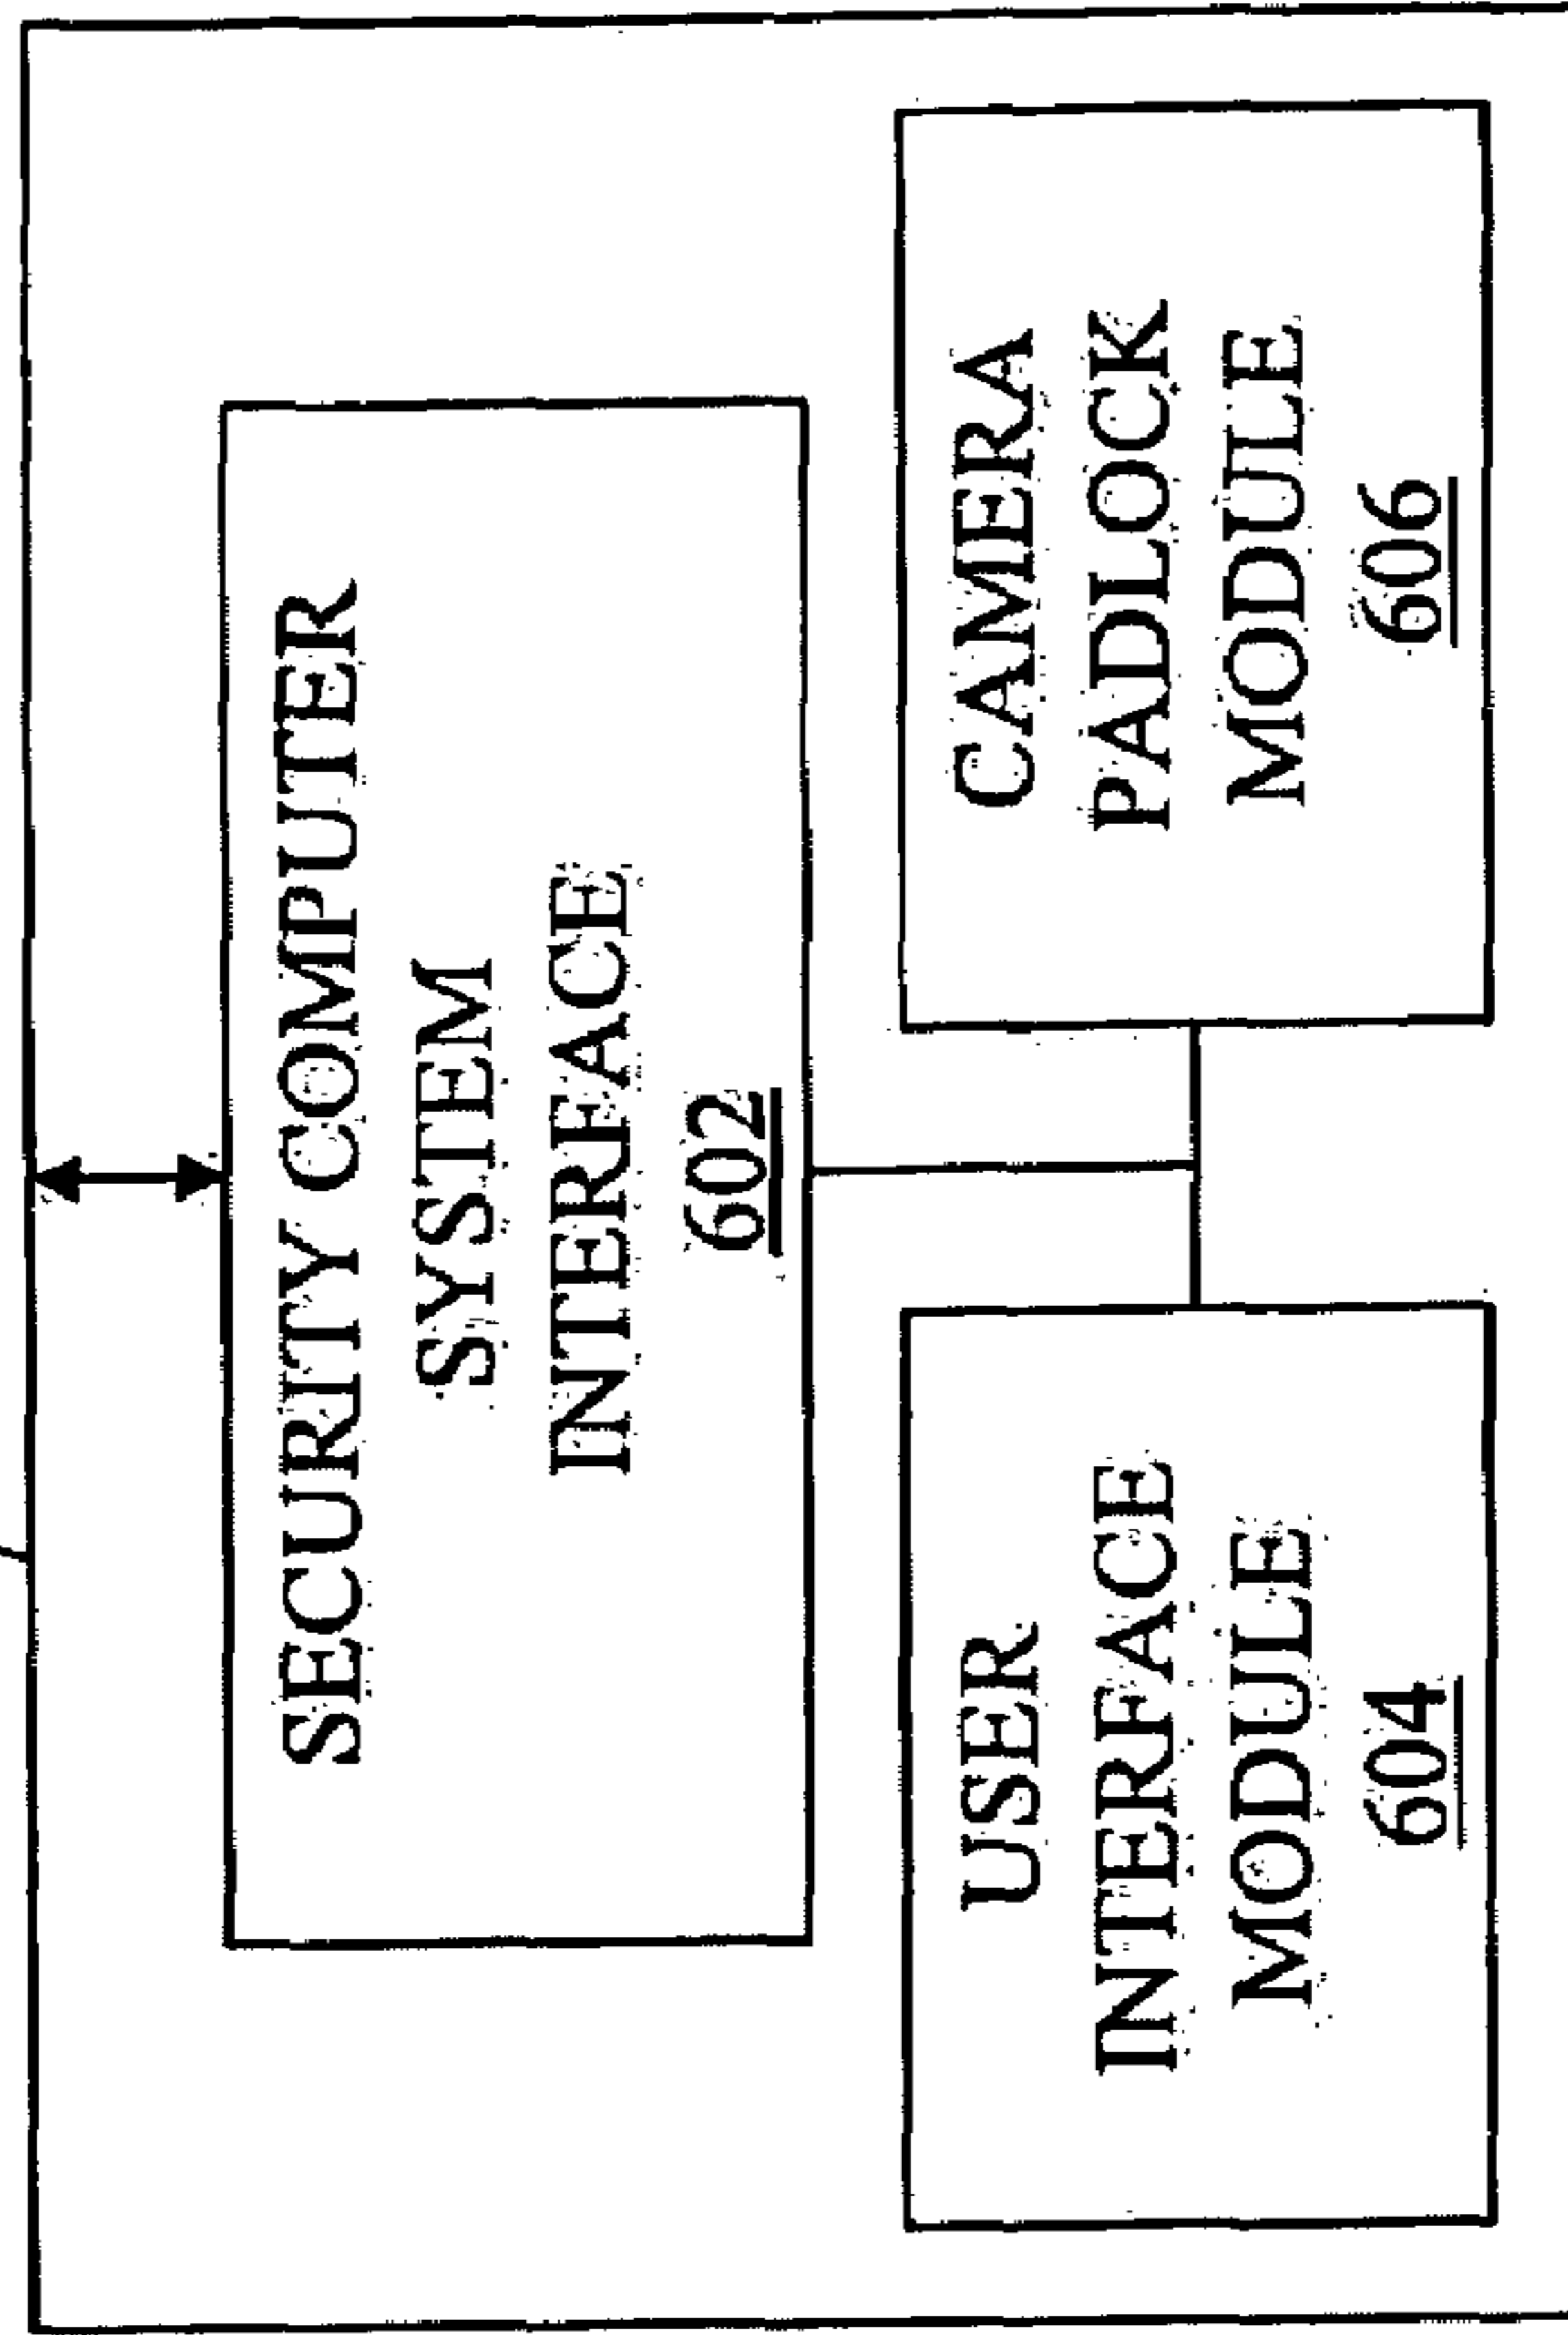 SECURITY COMPUTER
SYSTEM
INTERFACE
602
USER
INTERFACE
MODULE
604
CAMERA
PADLOCK
MODULE
606